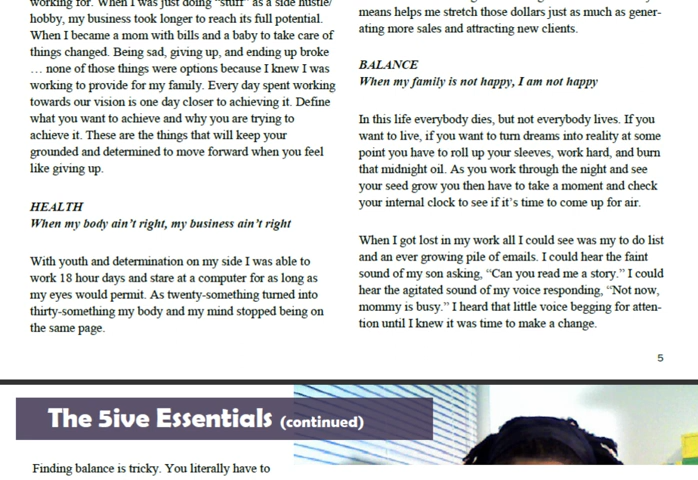 working for. When I was just doing “stuff” as a side hustle/
hobby, my business took longer to reach its full potential.
When I became a mom with bills and a baby to take care of
things changed. Being sad, giving up, and ending up broke
… none of those things were options because I knew I was
working to provide for my family. Every day spent working
towards our vision is one day closer to achieving it. Define
what you want to achieve and why you are trying to
achieve it. These are the things that will keep your
grounded and determined to move forward when you feel
like giving up.
HEALTH
When my body ain’t right, my business ain’t right
With youth and determination on my side I was able to
work 18 hour days and stare at a computer for as long as
my eyes would permit. As twenty-something turned into
thirty-something my body and my mind stopped being on
the same page.
means helps me stretch those dollars just as much as gener-
ating more sales and attracting new clients.
BALANCE
When my family is not happy, I am not happy
In this life everybody dies, but not everybody lives. If you
want to live, if you want to turn dreams into reality at some
point you have to roll up your sleeves, work hard, and burn
that midnight oil. As you work through the night and see
your seed grow you then have to take a moment and check
your internal clock to see if it’s time to come up for air.
When I got lost in my work all I could see was my to do list
and an ever growing pile of emails. I could hear the faint
sound of my son asking, “Can you read me a story.” I could
hear the agitated sound of my voice responding, “Not now,
mommy is busy.” I heard that little voice begging for atten-
tion until I knew it was time to make a change.
5
The 5ive Essentials (continued)
Finding balance is tricky. You literally have to